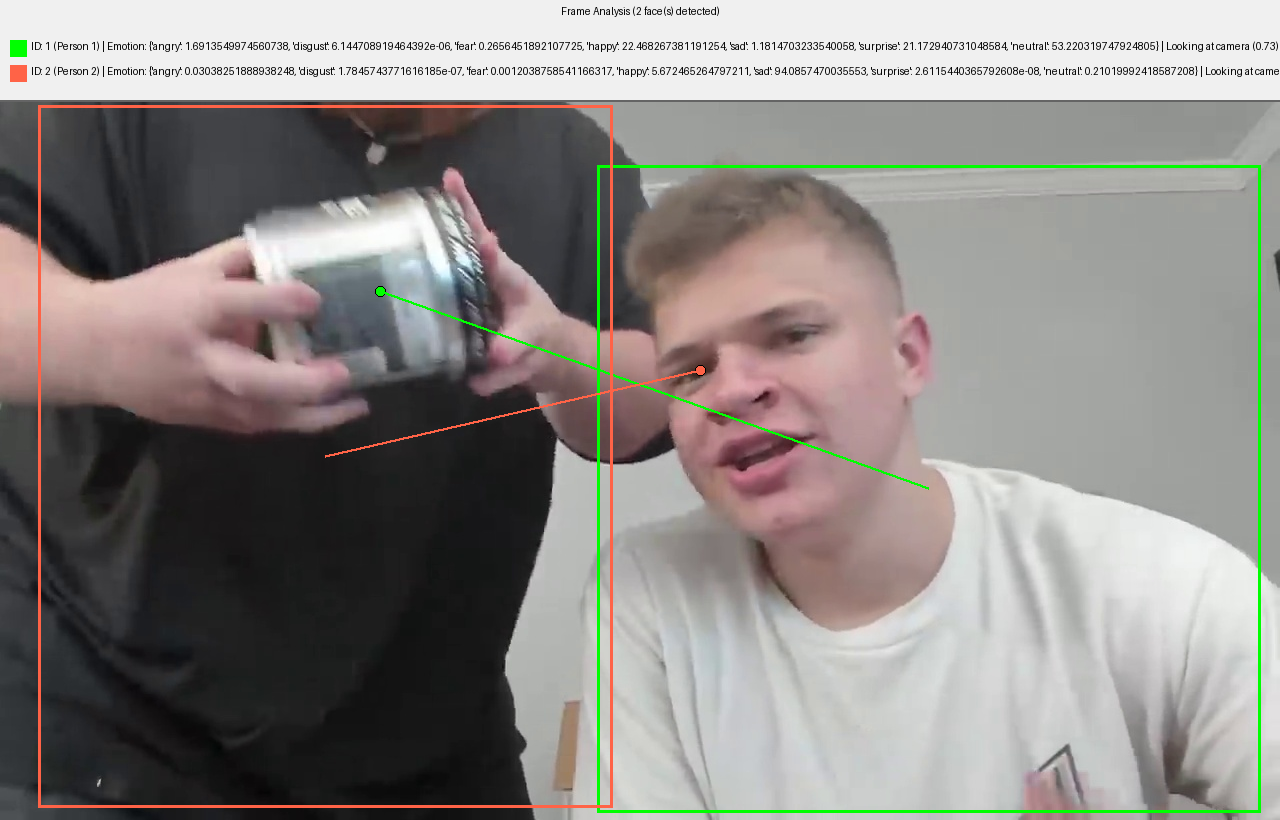 Frame Analysis (2 face(s) detected)
ID: 1 (Person 1) | Emotion: {'angry': 1.6913549974560738, 'disgust': 6.144708919464392e-06, 'fear': 0.2656451892107725, 'happy': 22.468267381191254, 'sad': 1.1814703233540058, 'surprise': 21.172940731048584, 'neutral': 53.220319747924805} | Looking at camera (0.73)
ID: 2 (Person 2) | Emotion: {'angry': 0.03038251888938248, 'disgust': 1.7845743771616185e-07, 'fear': 0.0012038758541166317, 'happy': 5.672465264797211, 'sad': 94.0857470035553, 'surprise': 2.6115440365792608e-08, 'neutral': 0.21019992418587208} | Looking at came